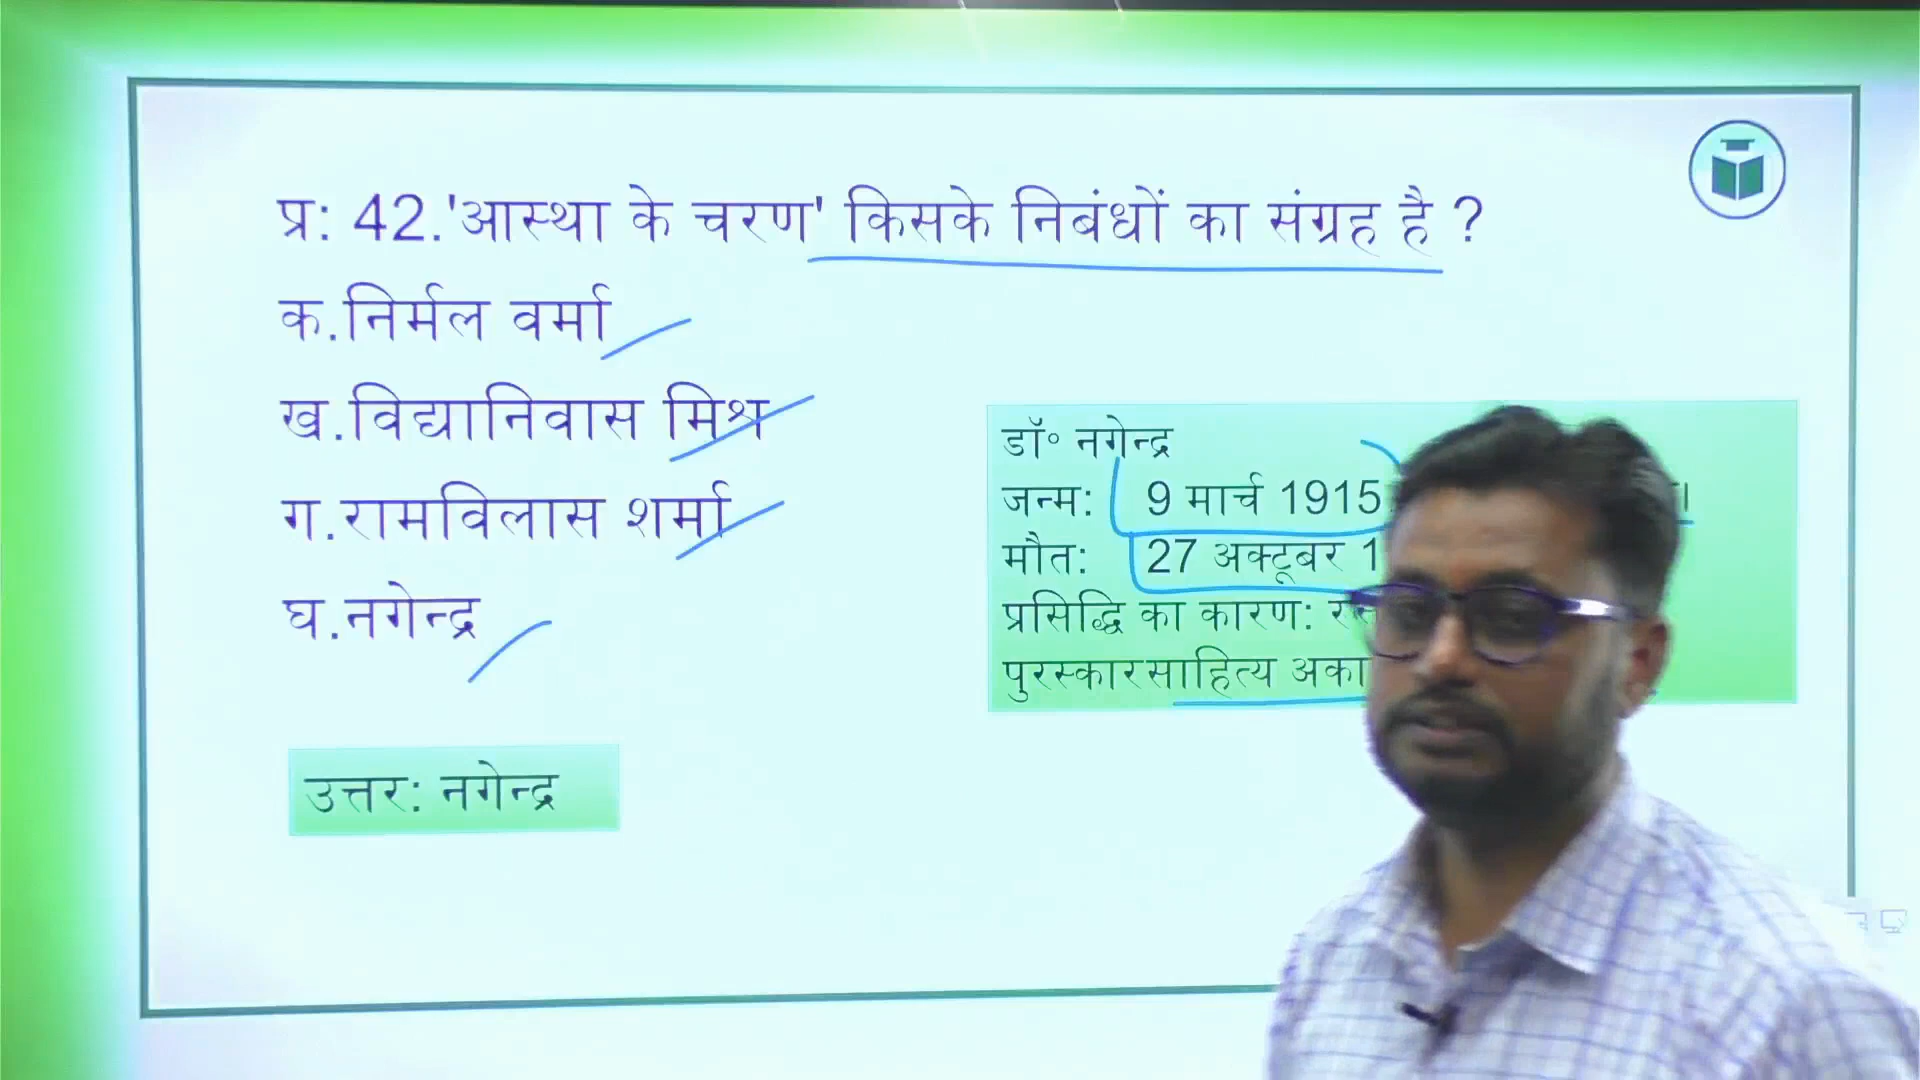 प्र: 42.'आस्था के चरण' किसके निबंधों का संग्रह है ?
क.निर्मल वर्मा
ख.विद्यानिवास मिश्र
ग.रामविलास शर्मा
घ.नगेन्द्र
उत्तर: नगेन्द्र
डॉ॰ नगेन्द्र
जन्म: 9 मार्च 1915
मौत: 27 अक्टूबर 1
प्रसिद्धि का कारण:
पुरस्कारसाहित्य अका